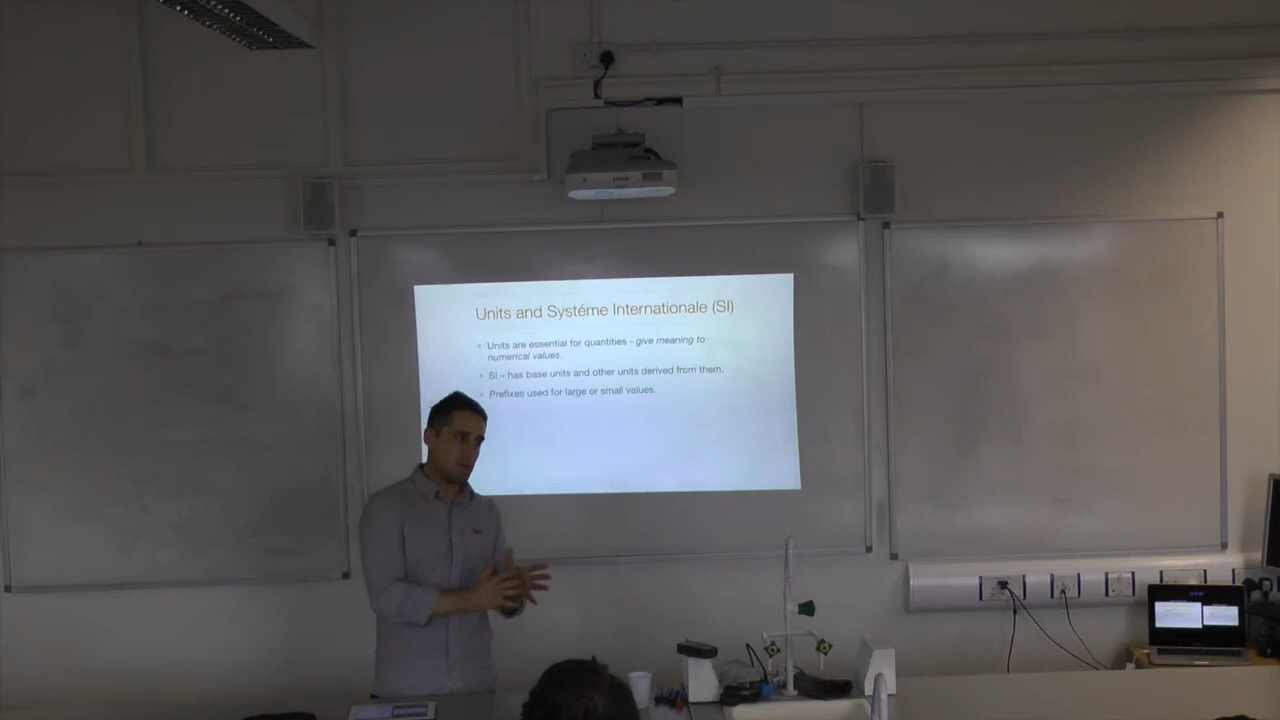 Units and Systéme Internationale (SI)
Units are essential for quantities - give meaning to
numerical values.
SI – has base units and other units derived from them.
Prefixes used for large or small values.
EPSON